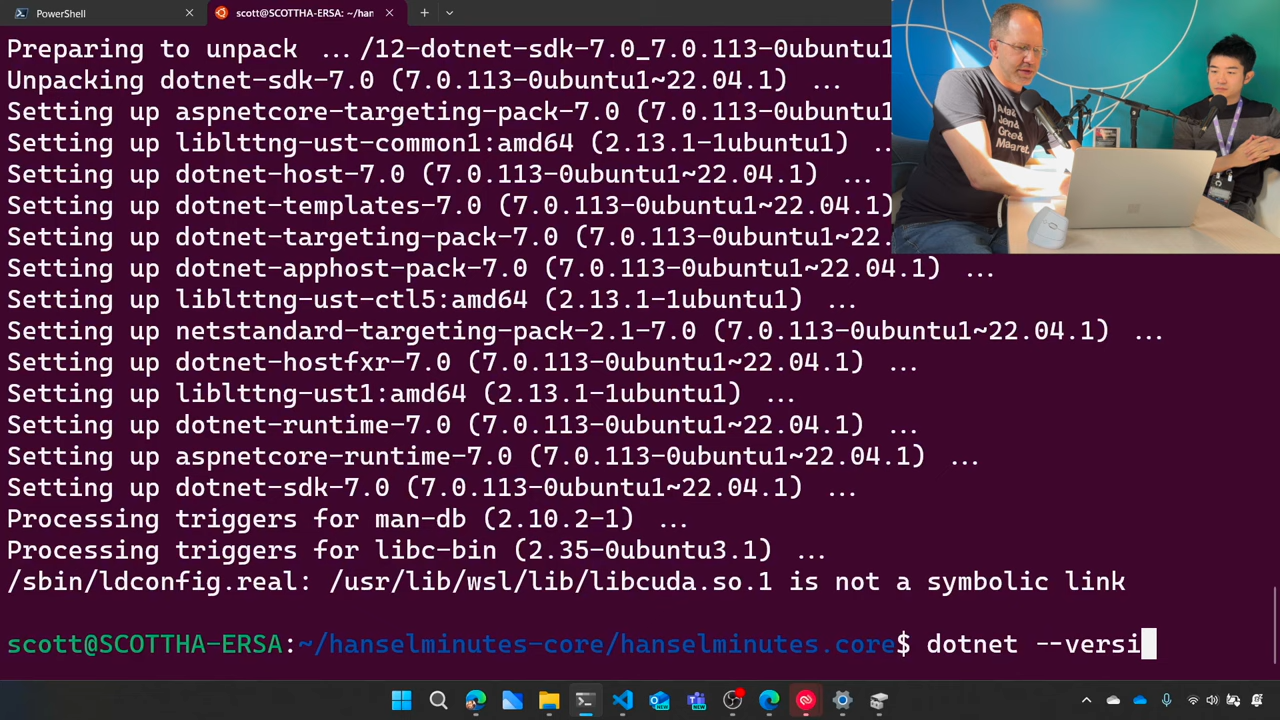 PowerShell
scott@SCOTTHA-ERSA: ~/han
Preparing to unpack ... /12-dotnet-sdk-7.0_7.0.113-0ubuntu1
Unpacking dotnet-sdk-7.0 (7.0.113-0ubuntu1~22.04.1) ...
Setting up aspnetcore-targeting-pack-7.0 (7.0.113-0ubuntu1
Setting up liblttng-ust-common1:amd64 (2.13.1-1ubuntu1) ..
Setting up dotnet-host-7.0 (7.0.113-0ubuntu1~22.04.1) ...
Setting up dotnet-templates-7.0 (7.0.113-0ubuntu1~22.04.1)
Setting up dotnet-targeting-pack-7.0 (7.0.113-0ubuntu1~22.
Setting up dotnet-apphost-pack-7.0 (7.0.113-0ubuntu1~22.04.1) ...
Setting up liblttng-ust-ctl5:amd64 (2.13.1-1ubuntu1) ...
Setting up netstandard-targeting-pack-2.1-7.0 (7.0.113-0ubuntu1~22.04.1) ...
Setting up dotnet-hostfxr-7.0 (7.0.113-0ubuntu1~22.04.1) ...
Setting up liblttng-ust1:amd64 (2.13.1-1ubuntu1) ...
Setting up dotnet-runtime-7.0 (7.0.113-0ubuntu1~22.04.1) ...
Setting up aspnetcore-runtime-7.0 (7.0.113-0ubuntu1~22.04.1) ...
Setting up dotnet-sdk-7.0 (7.0.113-0ubuntu1~22.04.1) ...
Processing triggers for man-db (2.10.2-1) ...
Processing triggers for libc-bin (2.35-0ubuntu3.1) ...
/sbin/ldconfig.real: /usr/lib/wsl/lib/libcuda.so.1 is not a symbolic link
scott@SCOTTHA-ERSA:~/hanselminutes-core/hanselminutes.core$ dotnet --versi
Ada&
Jen&
Grace&
Margret.